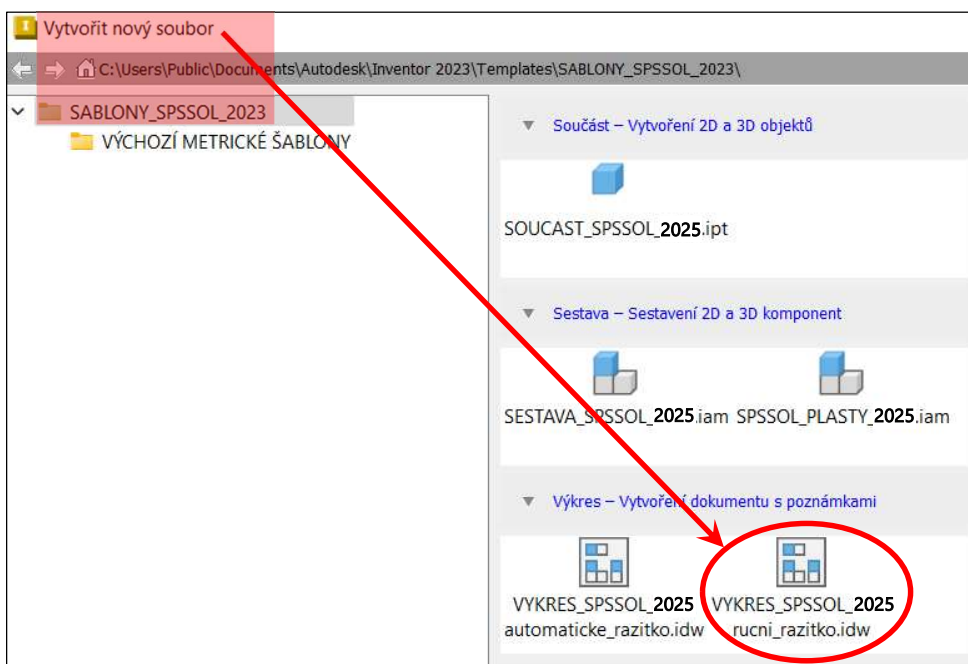 Vytvořit nový soubor
C:\Users\Public\Documents\Autodesk\Inventor 2023\Templates\SABLONY_SPSSOL_2023\
SABLONY_SPSSOL_2023
VÝCHOZÍ METRICKÉ ŠABLONY
Součást – Vytvoření 2D a 3D objektů
SOUCAST_SPSSOL_2025.ipt
Sestava – Sestavení 2D a 3D komponent
SESTAVA_SPSSOL_2025.iam SPSSOL_PLASTY_2025.iam
Výkres – Vytvoření dokumentu s poznámkami
VYKRES_SPSSOL_2025 VYKRES_SPSSOL_2025
automaticke_razitko.idw rucni_razitko.idw